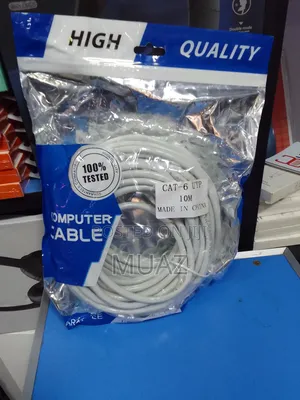 HIGH QUALITY
100%
TESTED
CAT-6 UTP
10M
MADE IN CHINA
COMPUTER
CABLE
MUAZ